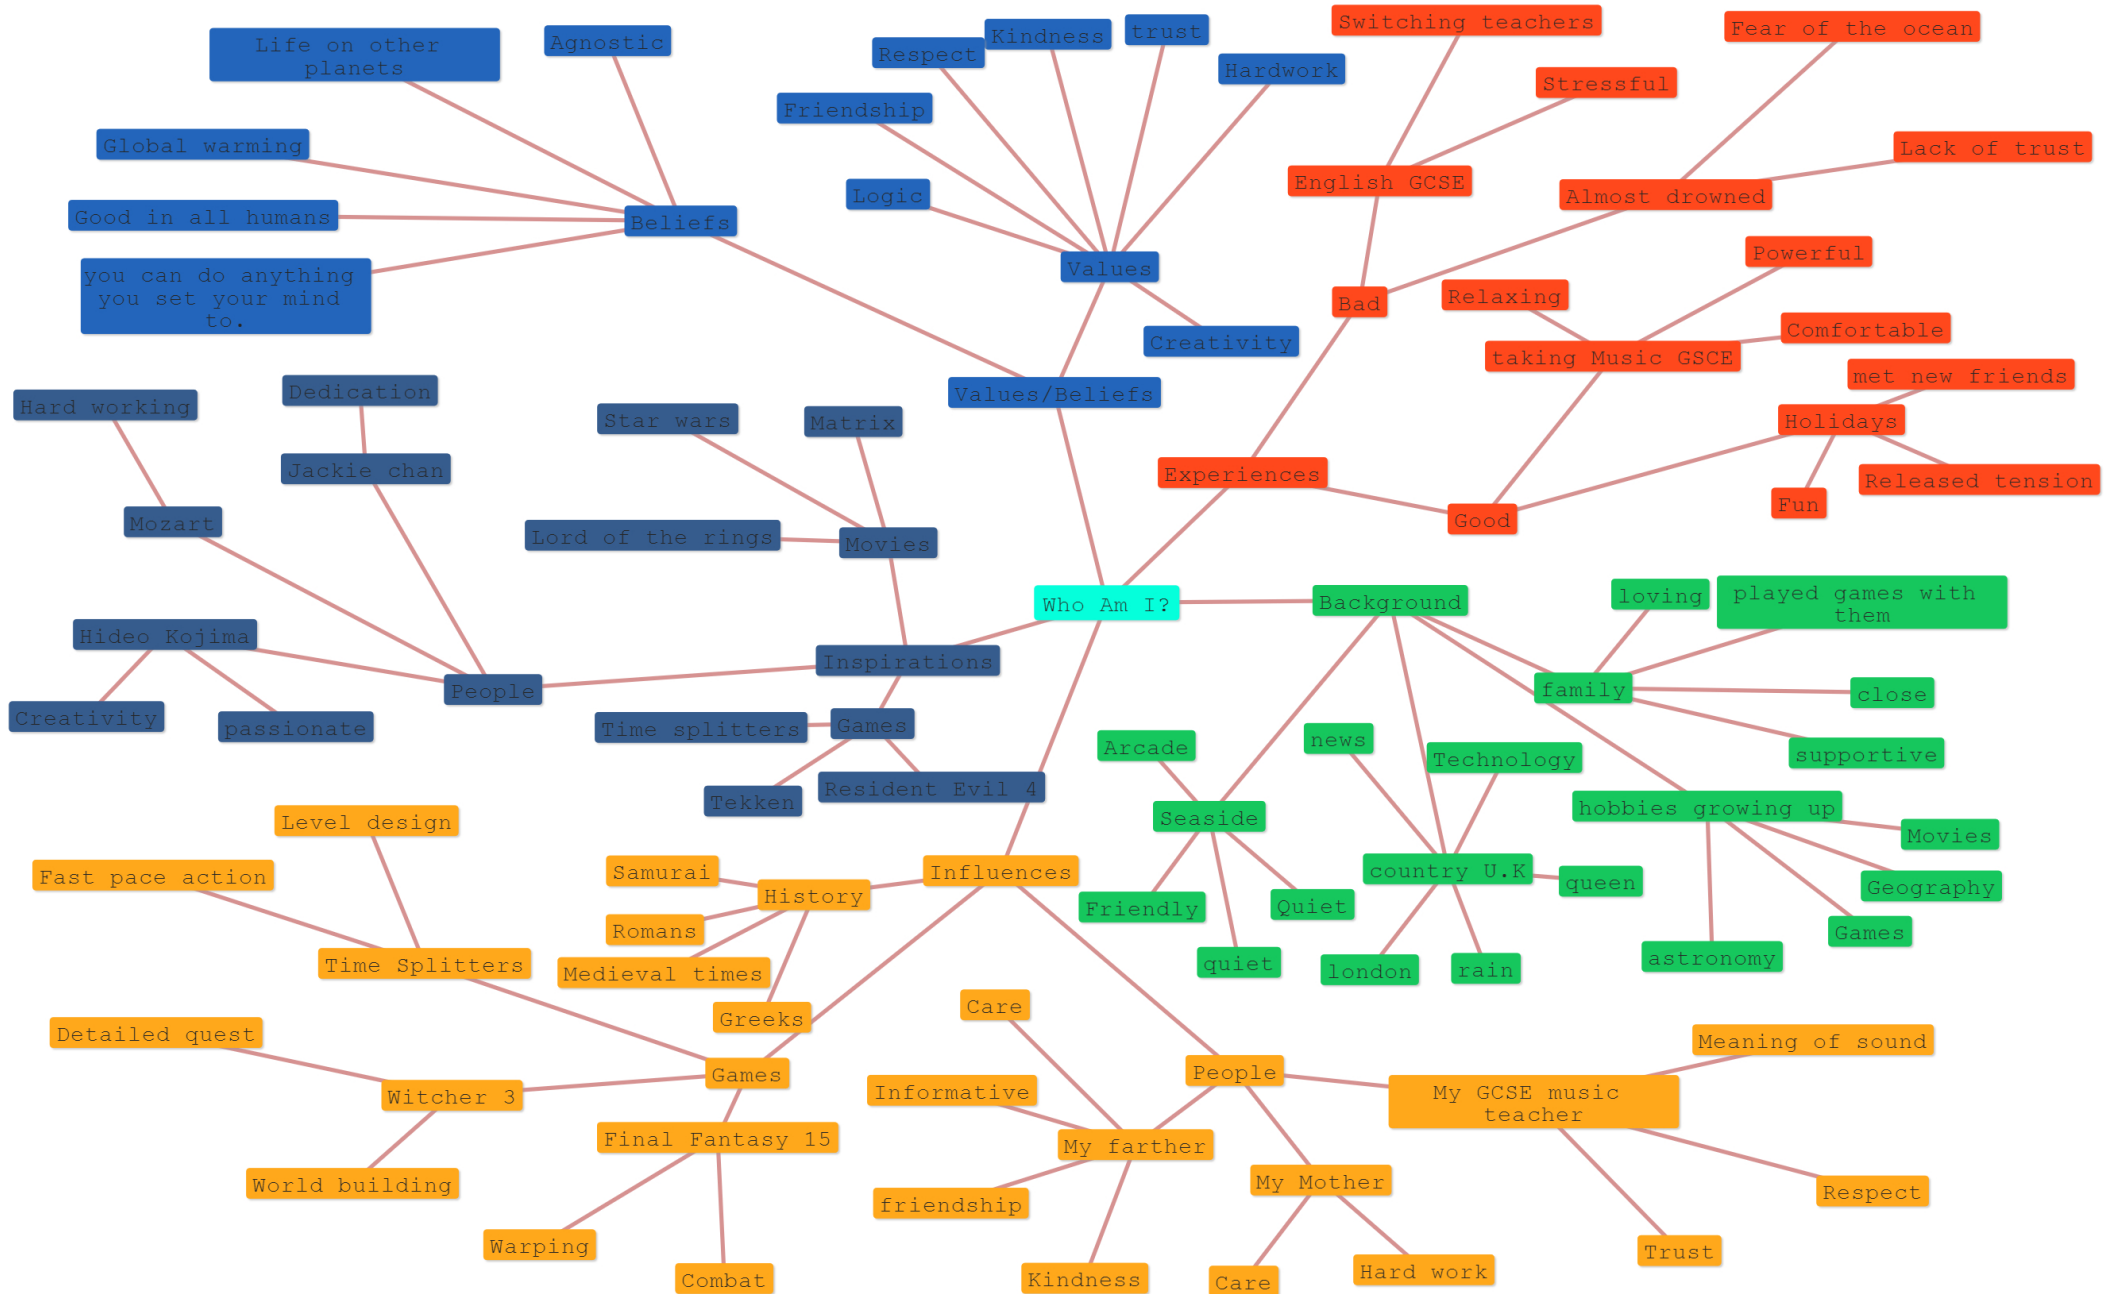 Life on other
planets
Agnostic
Global warming
Good in all humans
you can do anything
you set your mind
to.
Beliefs
Respect
Kindness
trust
Hardwork
Friendship
Logic
Values
Creativity
Values/Beliefs
Switching teachers
Stressful
English GCSE
Fear of the ocean
Lack of trust
Almost drowned
Bad
Powerful
Relaxing
Comfortable
taking Music GSCE
met new friends
Holidays
Released tension
Fun
Good
Experiences
Hard working
Dedication
Jackie chan
Mozart
Hideo Kojima
Creativity
passionate
People
Star wars
Matrix
Lord of the rings
Movies
Inspirations
Time splitters
Games
Tekken
Resident Evil 4
Who Am I?
Background
loving
played games with
them
family
close
supportive
Arcade
Seaside
Friendly
quiet
Quiet
news
Technology
country U.K
queen
london
rain
hobbies growing up
Movies
Geography
Games
astronomy
Level design
Fast pace action
Time Splitters
Samurai
History
Romans
Medieval times
Greeks
Influences
Detailed quest
Witcher 3
World building
Games
Final Fantasy 15
Warping
Combat
Care
Informative
My farther
friendship
Kindness
People
My Mother
Care
Hard work
My GCSE music
teacher
Meaning of sound
Respect
Trust